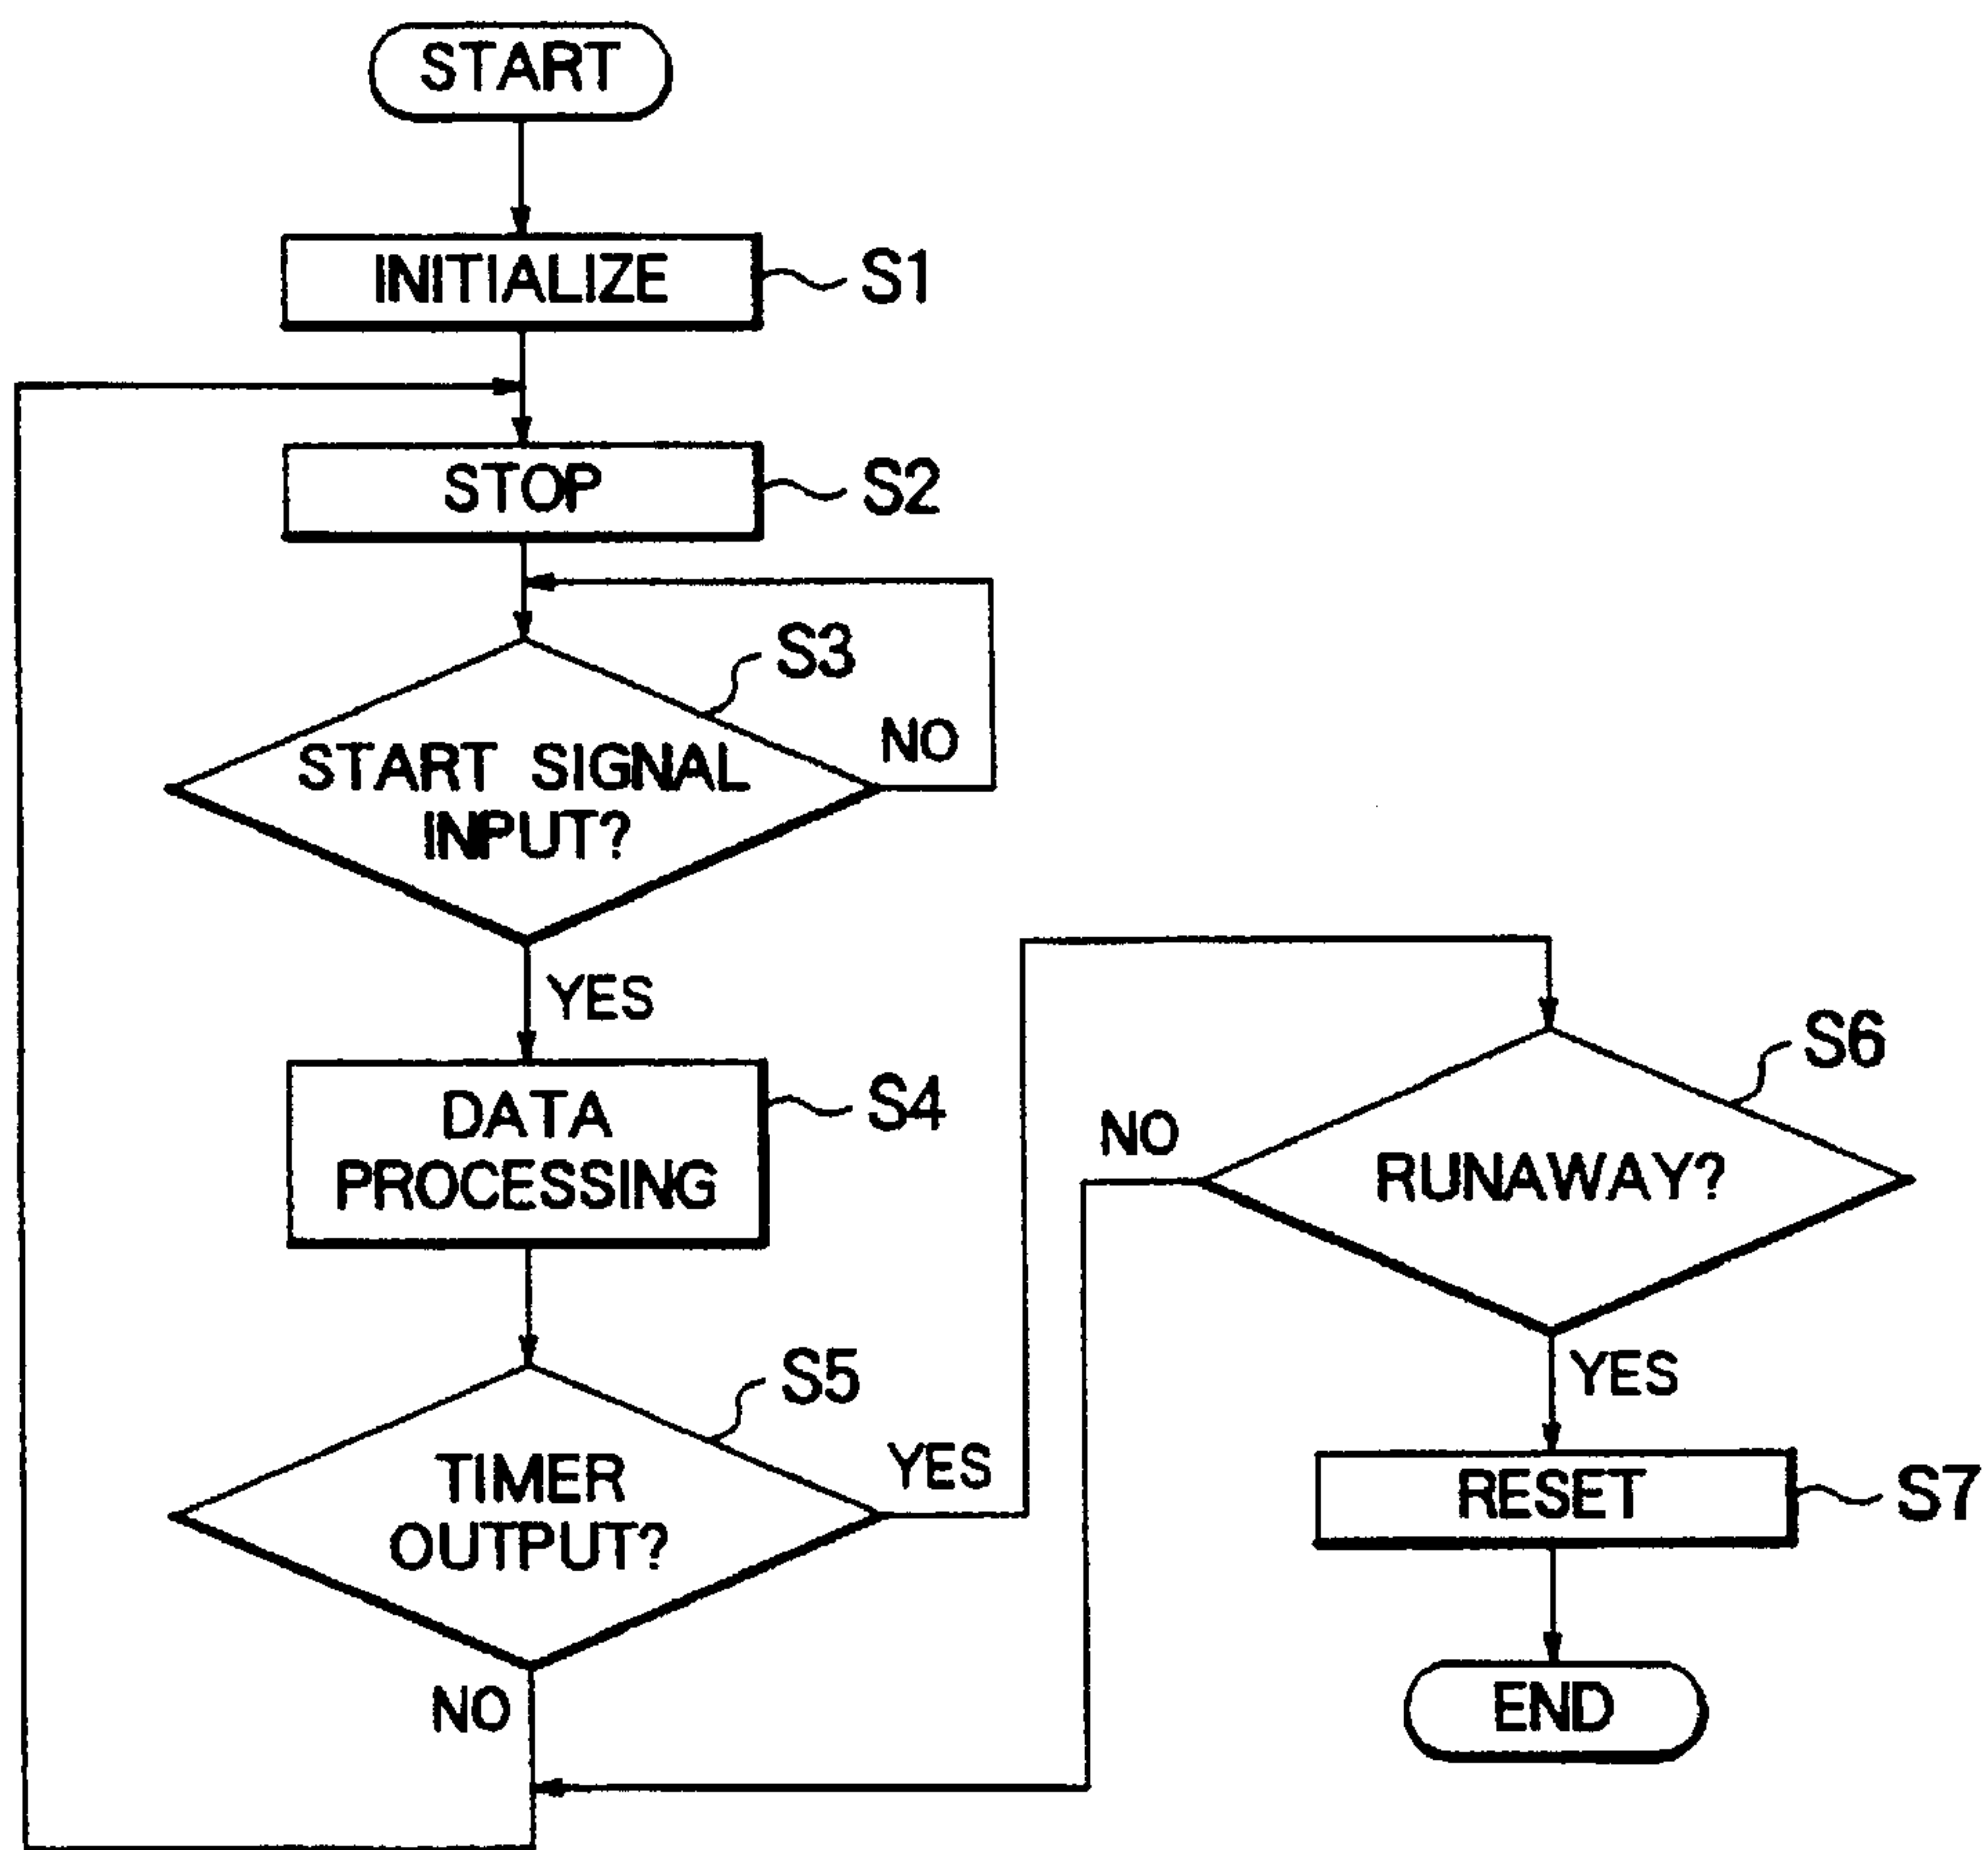 START
INITIALIZE
S1
STOP
S2
S3
START SIGNAL
INPUT?
NO
YES
DATA
PROCESSING
S4
S5
TIMER
OUTPUT?
YES
NO
S6
RUNAWAY?
NO
YES
RESET
S7
END